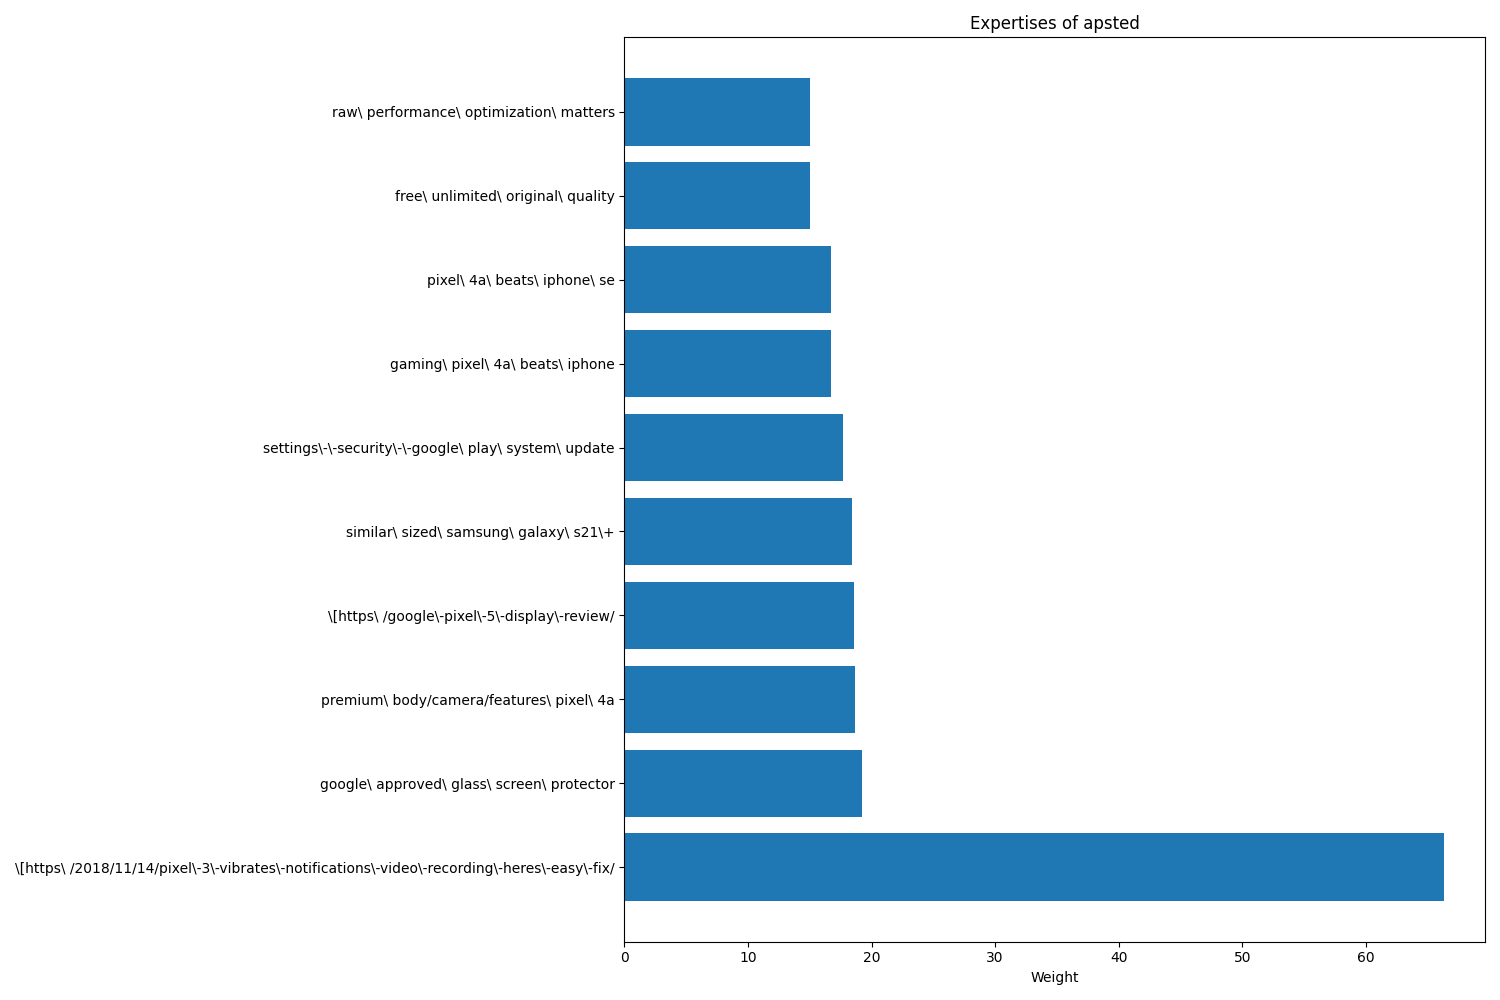 Expertises of apsted
raw\ performance\ optimization\ matters
free\ unlimited\ original\ quality
pixel\ 4a\ beats\ iphone\ se
gaming\ pixel\ 4a\ beats\ iphone
settings\-\-security\-\-google\ play\ system\ update
similar\ sized\ samsung\ galaxy\ s21\+
\[https\ /google\-pixel\-5\-display\-review/
premium\ body/camera/features\ pixel\ 4a
google\ approved\ glass\ screen\ protector
\[https\ /2018/11/14/pixel\-3\-vibrates\-notifications\-video\-recording\-heres\-easy\-fix/
0 10 20 30 40 50 60
Weight